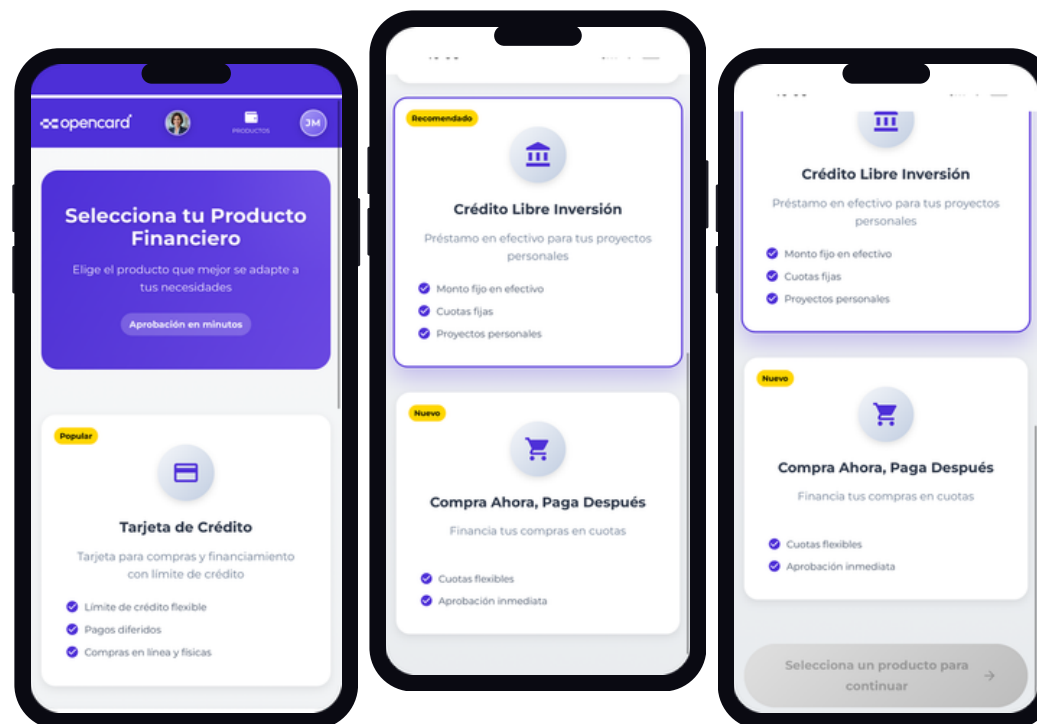 opencard
PRODUCTOS
JM
Selecciona tu Producto
Financiero
Elige el producto que mejor se adapte a
tus necesidades
Aprobación en minutos
Popular
Tarjeta de Crédito
Tarjeta para compras y financiamiento
con límite de crédito
Límite de crédito flexible
Pagos diferidos
Compras en línea y físicas
Recomendado
Crédito Libre Inversión
Préstamo en efectivo para tus proyectos
personales
Monto fijo en efectivo
Cuotas fijas
Proyectos personales
Nuevo
Compra Ahora, Paga Después
Financia tus compras en cuotas
Cuotas flexibles
Aprobación inmediata
Crédito Libre Inversión
Préstamo en efectivo para tus proyectos
personales
Monto fijo en efectivo
Cuotas fijas
Proyectos personales
Nuevo
Compra Ahora, Paga Después
Financia tus compras en cuotas
Cuotas flexibles
Aprobación inmediata
Selecciona un producto para
continuar